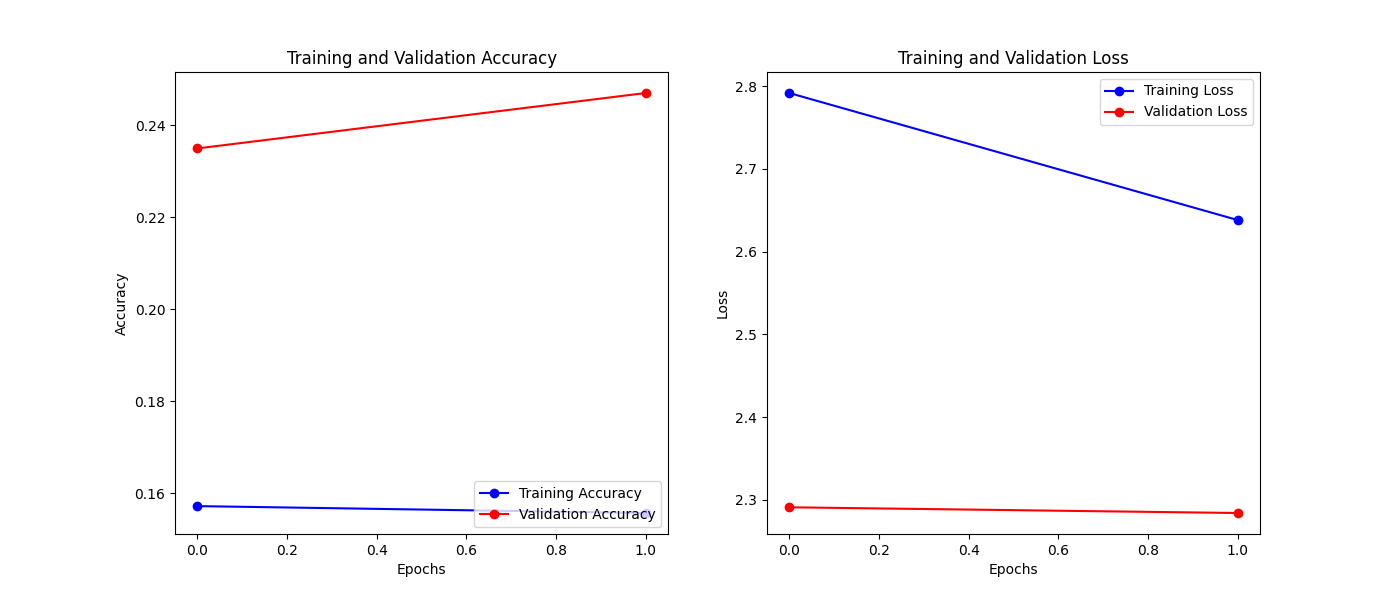 Training and Validation Accuracy
Accuracy
0.24
0.22
0.20
0.18
0.16
Training Accuracy
Validation Accuracy
0.0 0.2 0.4 0.6 0.8 1.0
Epochs
Training and Validation Loss
Loss
2.8
2.7
2.6
2.5
2.4
2.3
Training Loss
Validation Loss
0.0 0.2 0.4 0.6 0.8 1.0
Epochs